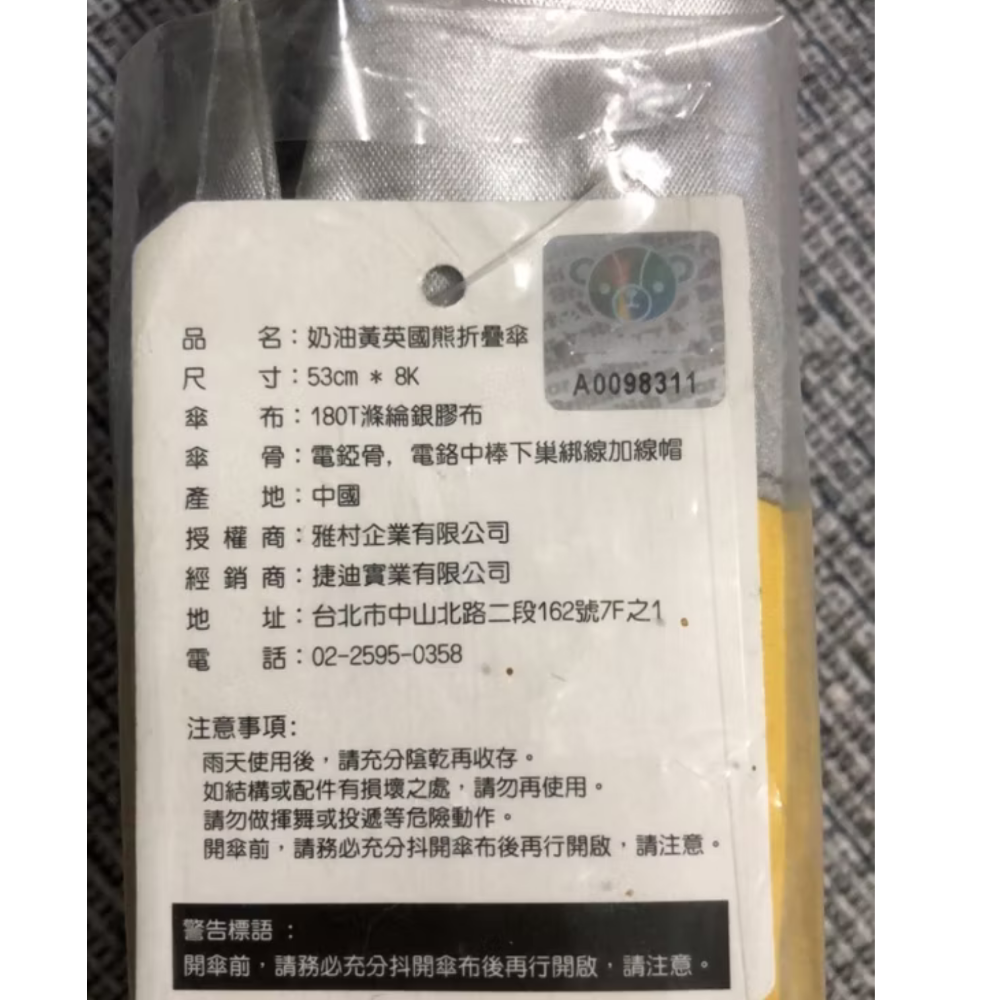 品名：奶油黃英國熊折疊傘
尺寸：53cm * 8K
A0098311
傘布：180T滌綸銀膠布
傘骨：電錏骨, 電鉻中棒下巢綁線加線帽
產地：中國
授權商：雅村企業有限公司
經銷商：捷迪實業有限公司
地址：台北市中山北路二段162號7F之1
電話：02-2595-0358
注意事項:
雨天使用後，請充分陰乾再收存。
如結構或配件有損壞之處，請勿再使用。
請勿做揮舞或投遞等危險動作。
開傘前，請務必充分抖開傘布後再行開啟，請注意。
警告標語：
開傘前，請務必充分抖開傘布後再行開啟，請注意。